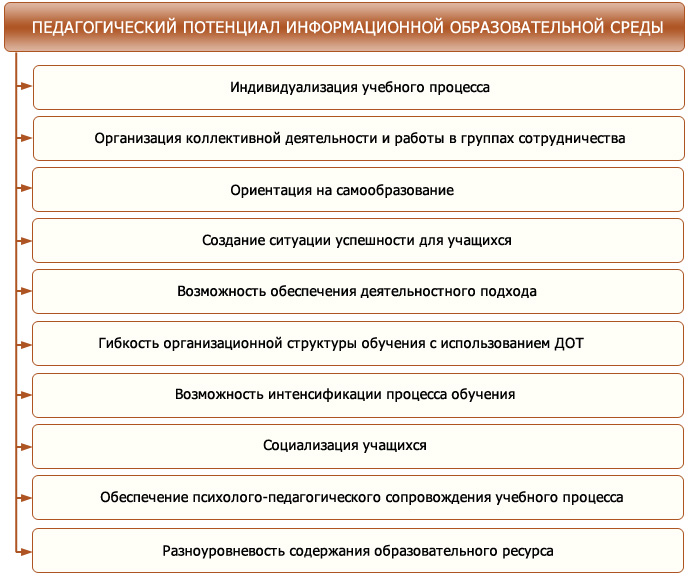 ПЕДАГОГИЧЕСКИЙ ПОТЕНЦИАЛ ИНФОРМАЦИОННОЙ ОБРАЗОВАТЕЛЬНОЙ СРЕДЫ
Индивидуализация учебного процесса
Организация коллективной деятельности и работы в группах сотрудничества
Ориентация на самообразование
Создание ситуации успешности для учащихся
Возможность обеспечения деятельностного подхода
Гибкость организационной структуры обучения с использованием ДОТ
Возможность интенсификации процесса обучения
Социализация учащихся
Обеспечение психолого-педагогического сопровождения учебного процесса
Разноуровневость содержания образовательного ресурса